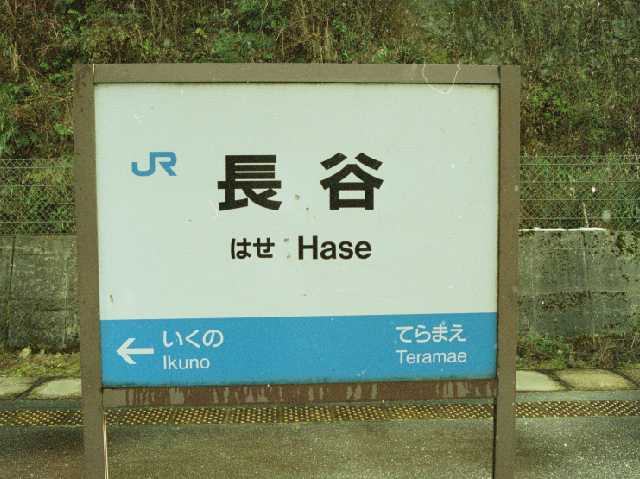 JR
長谷
はせ Hase
← いくの てらまえ
Ikuno Teramae